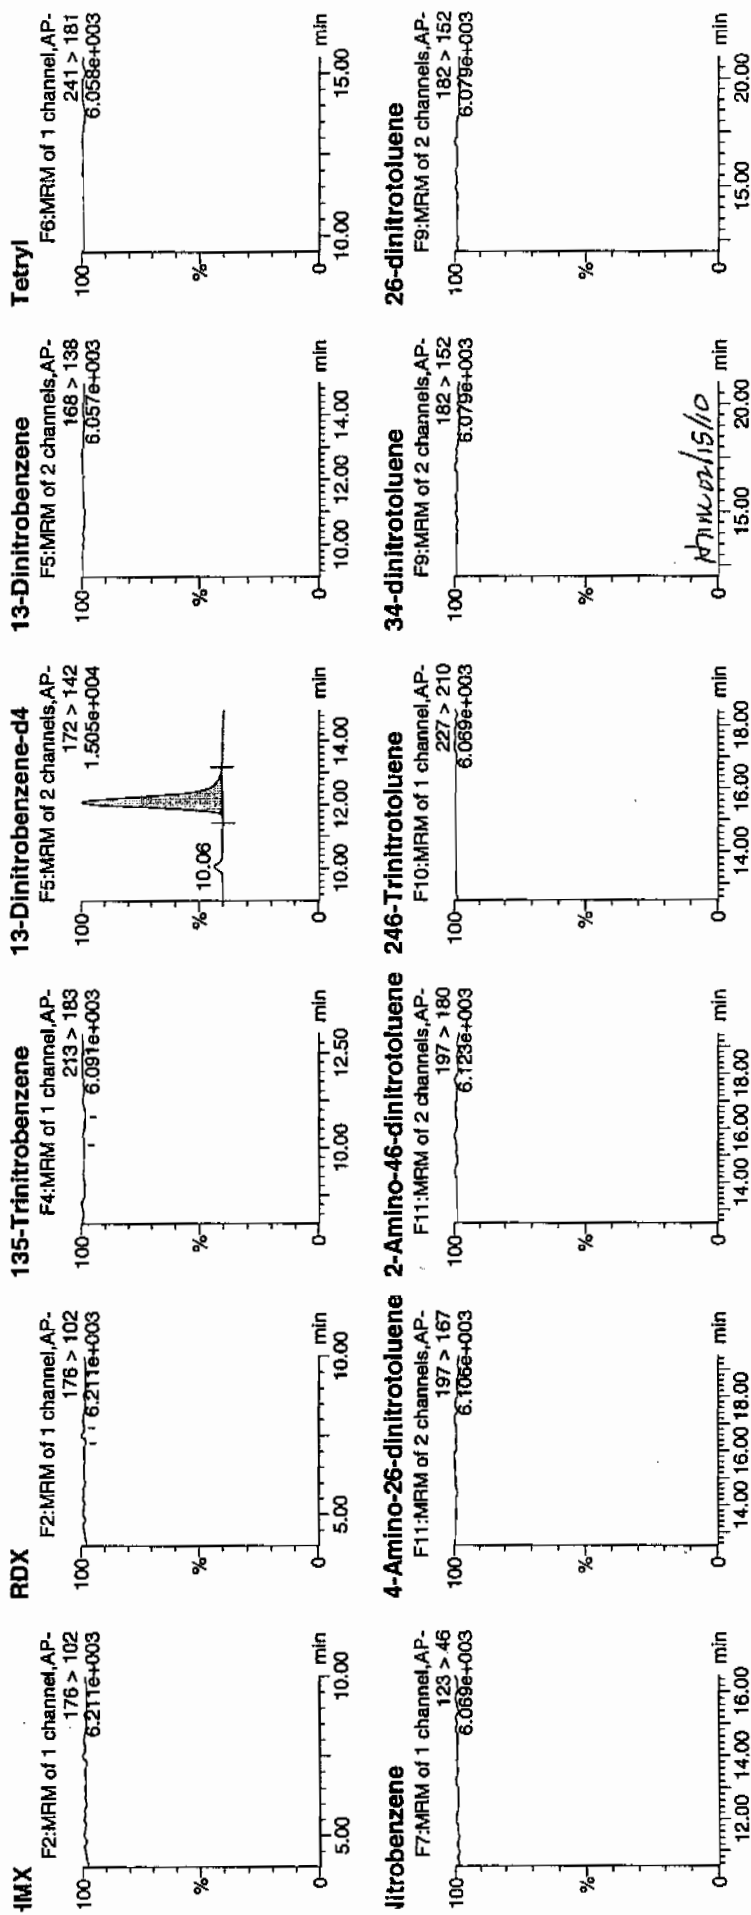 HMX
F2:MRM of 1 channel,AP-
176 > 102
6.211e+003
100
%
0
5.00 10.00 min
RDX
F2:MRM of 1 channel,AP-
176 > 102
6.211e+003
100
%
0
5.00 10.00 min
135-Trinitrobenzene
F4:MRM of 1 channel,AP-
213 > 183
6.091e+003
100
%
0
10.00 12.50 min
13-Dinitrobenzene-d4
F5:MRM of 2 channels,AP-
172 > 142
1.505e+004
100
10.06
%
0
10.00 12.00 14.00 min
13-Dinitrobenzene
F5:MRM of 2 channels,AP-
168 > 138
6.057e+003
100
%
0
10.00 12.00 14.00 min
Tetryl
F6:MRM of 1 channel,AP-
241 > 181
6.058e+003
100
%
0
10.00 15.00 min
Nitrobenzene
F7:MRM of 1 channel,AP-
123 > 46
6.069e+003
100
%
0
12.00 14.00 16.00 min
4-Amino-26-dinitrotoluene
F11:MRM of 2 channels,AP-
197 > 167
6.106e+003
100
%
0
14.00 16.00 18.00 min
2-Amino-46-dinitrotoluene
F11:MRM of 2 channels,AP-
197 > 180
6.123e+003
100
%
0
14.00 16.00 18.00 min
246-Trinitrotoluene
F10:MRM of 1 channel,AP-
227 > 210
6.069e+003
100
%
0
14.00 16.00 18.00 min
34-dinitrotoluene
F9:MRM of 2 channels,AP-
182 > 152
6.079e+003
100
%
02/15/10
0
15.00 20.00 min
26-dinitrotoluene
F9:MRM of 2 channels,AP-
182 > 152
6.079e+003
100
%
0
15.00 20.00 min